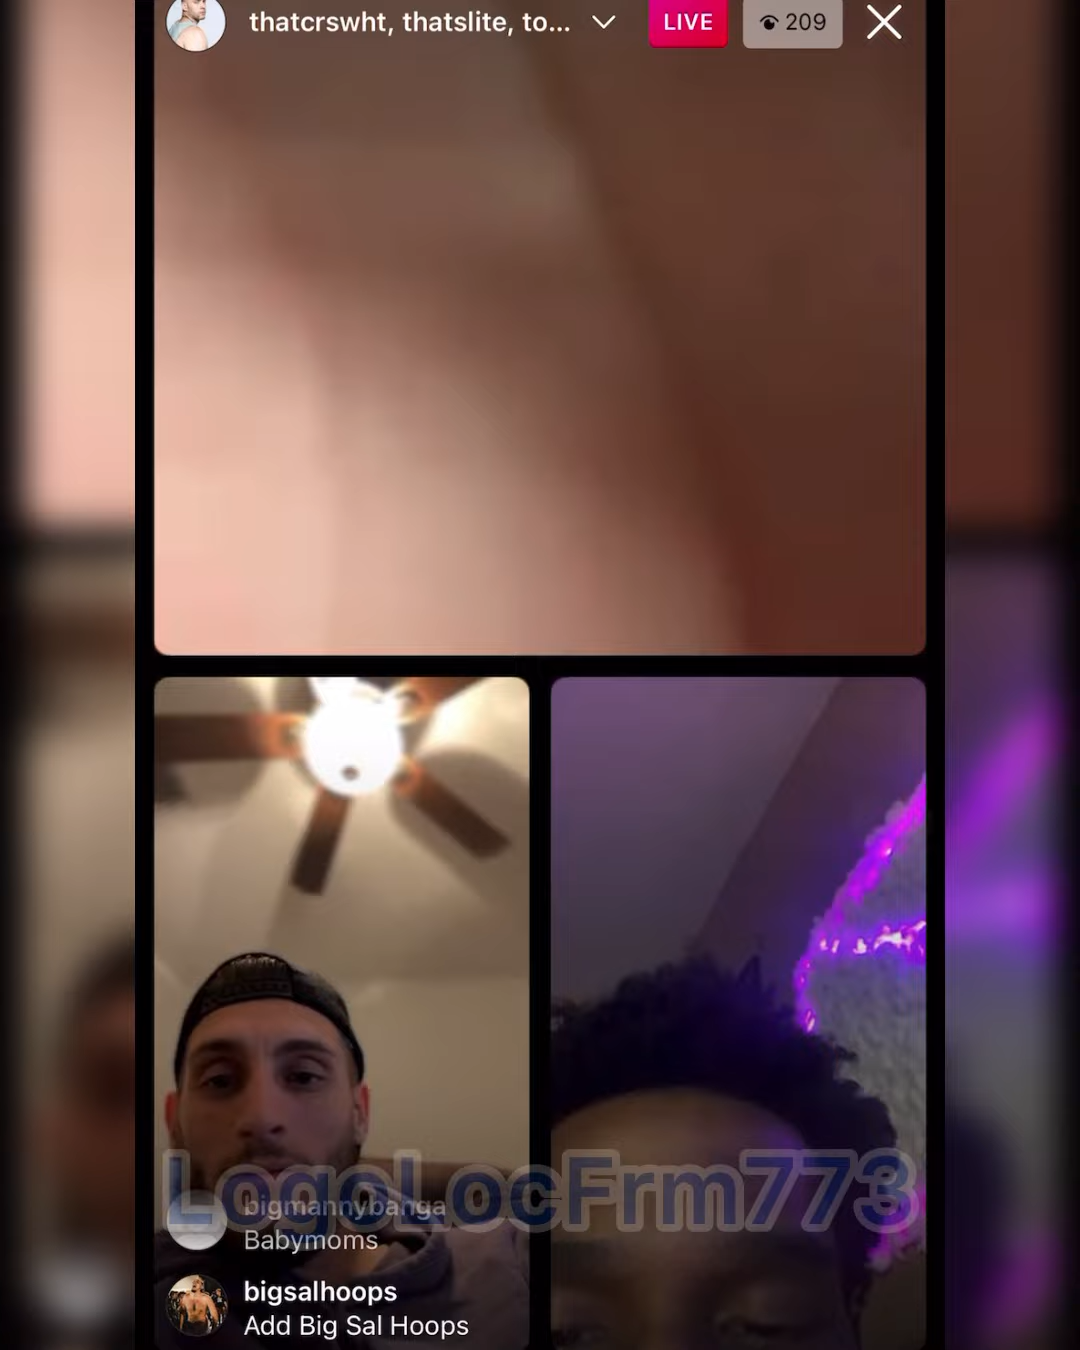 thatcrswht, thatslite, to...
LIVE
209
LogoLocFrm773
bigmannybanga
Babymoms
bigsalhoops
Add Big Sal Hoops